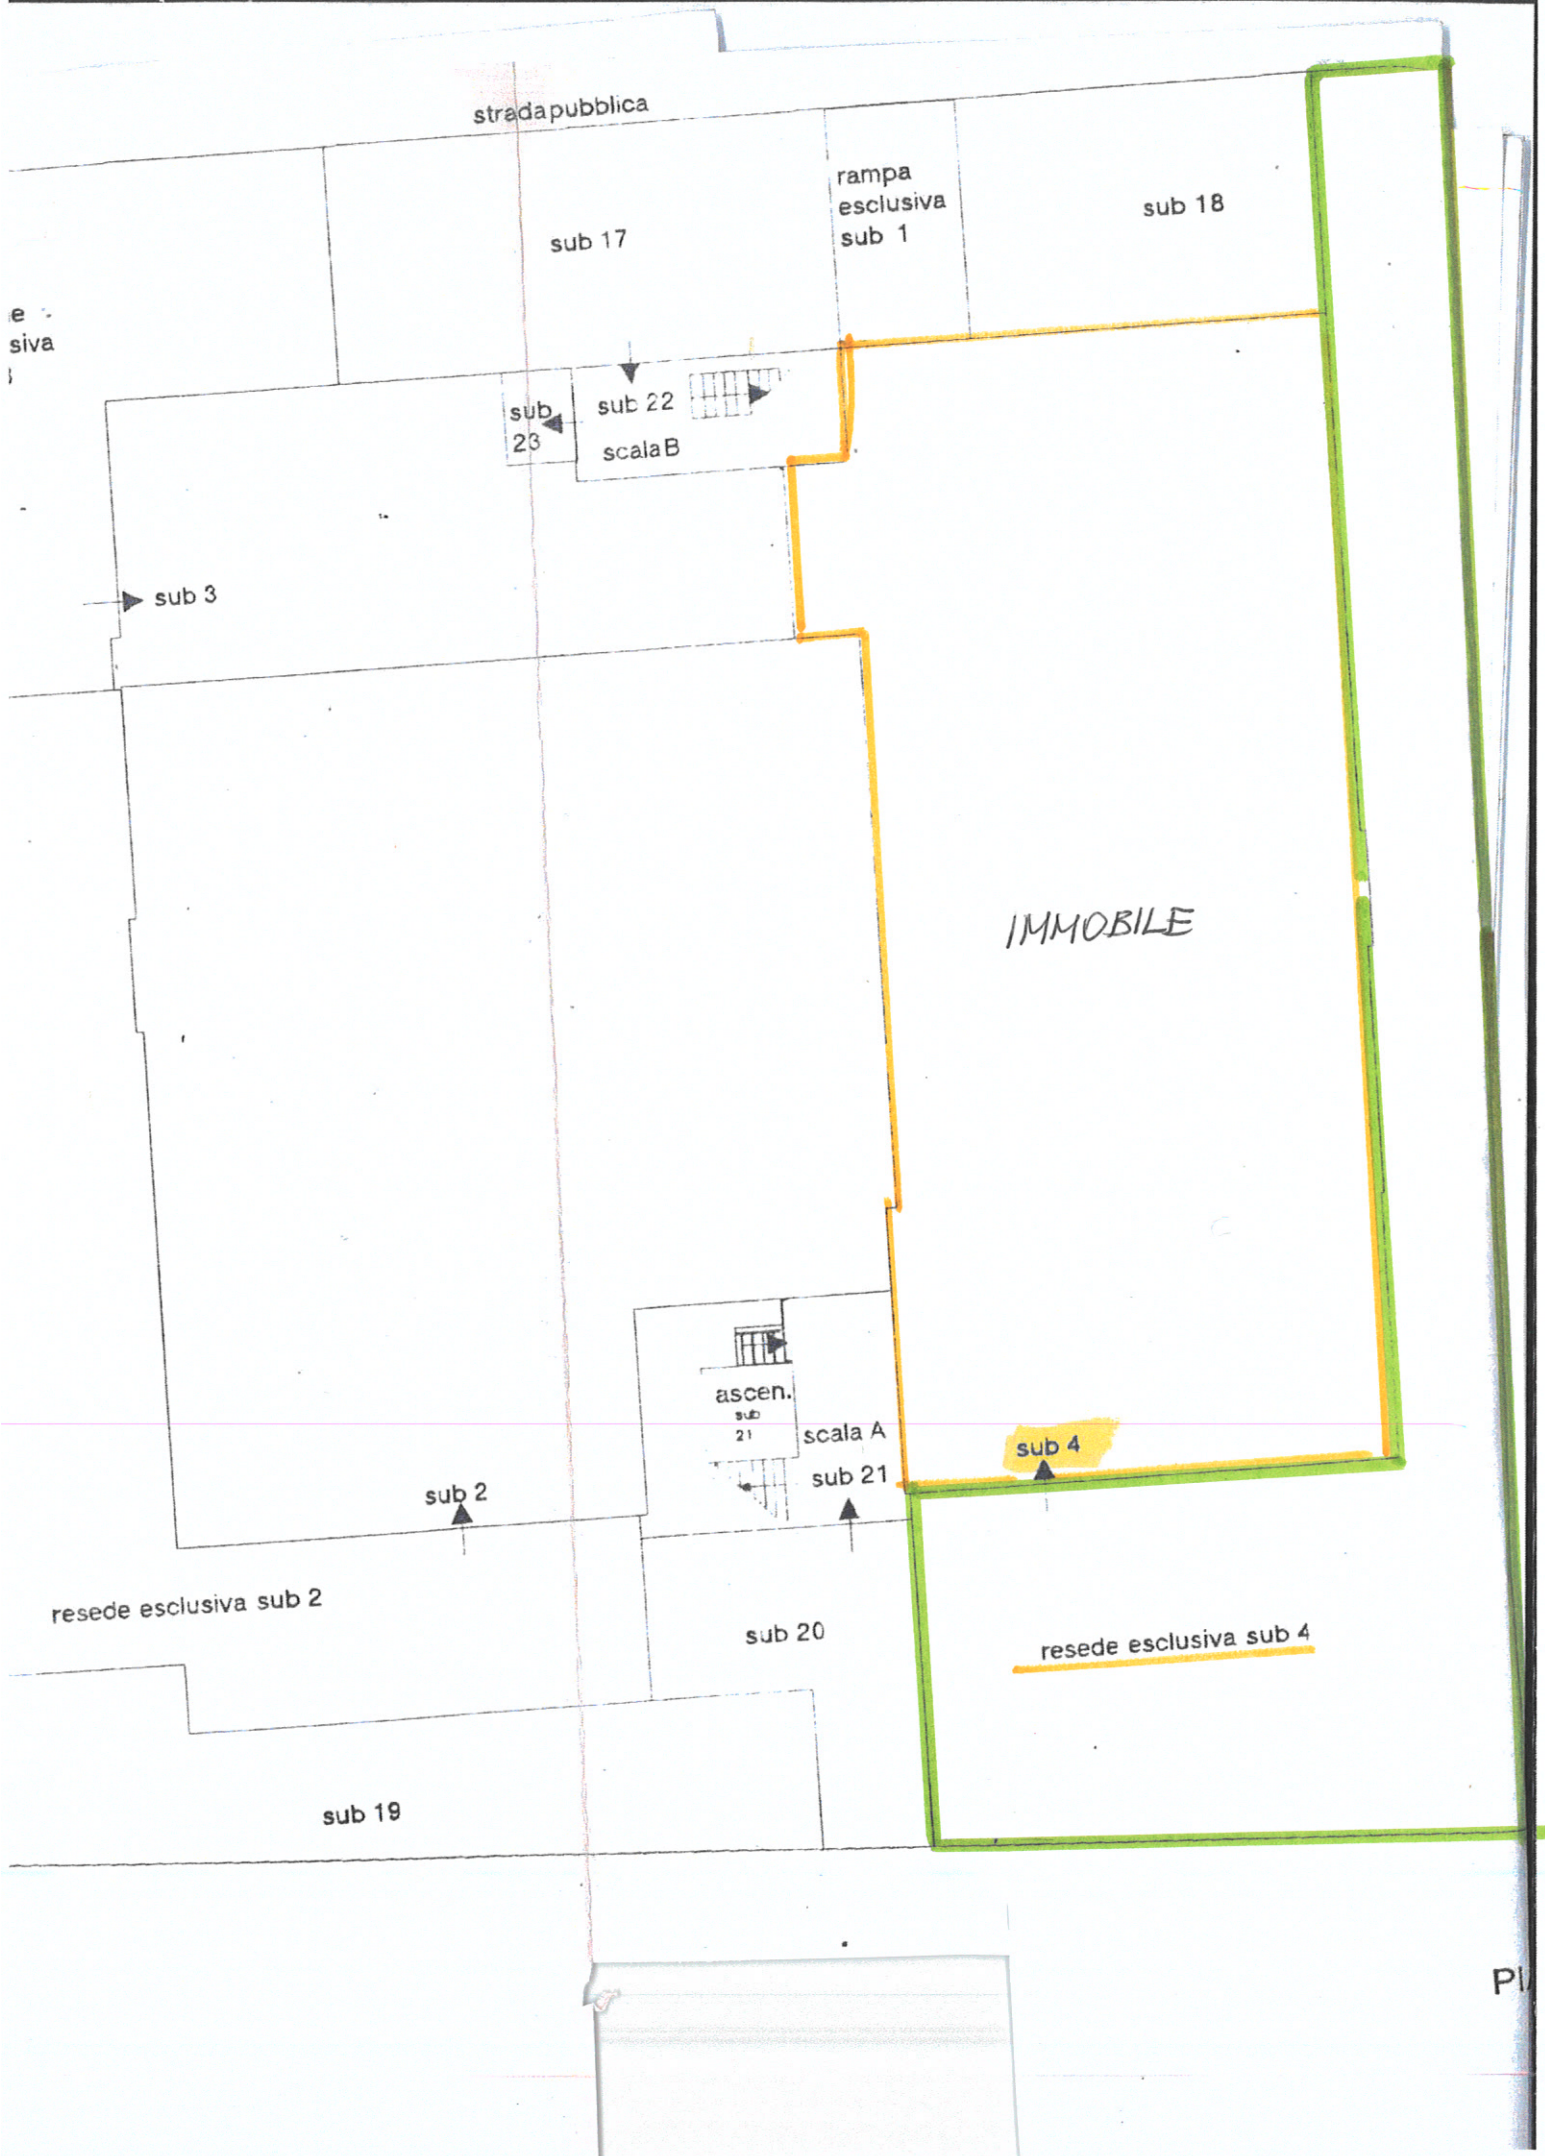 strada pubblica
rampa
esclusiva
sub 1
sub 18
sub 17
siva
sub
23
sub 22
scala B
sub 3
IMMOBILE
ascen.
sub
21
scala A
sub 21
sub 4
sub 2
resede esclusiva sub 2
sub 20
resede esclusiva sub 4
sub 19